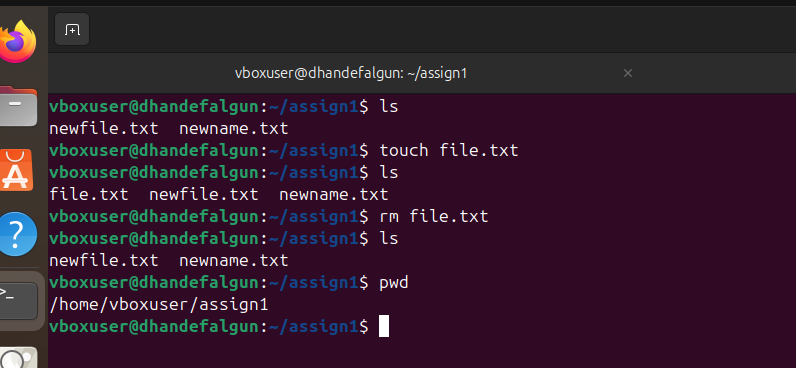 vboxuser@dhandefalgun: ~/assign1
vboxuser@dhandefalgun:~/assign1$ ls
newfile.txt  newname.txt
vboxuser@dhandefalgun:~/assign1$ touch file.txt
vboxuser@dhandefalgun:~/assign1$ ls
file.txt  newfile.txt  newname.txt
vboxuser@dhandefalgun:~/assign1$ rm file.txt
vboxuser@dhandefalgun:~/assign1$ ls
newfile.txt  newname.txt
vboxuser@dhandefalgun:~/assign1$ pwd
/home/vboxuser/assign1
vboxuser@dhandefalgun:~/assign1$